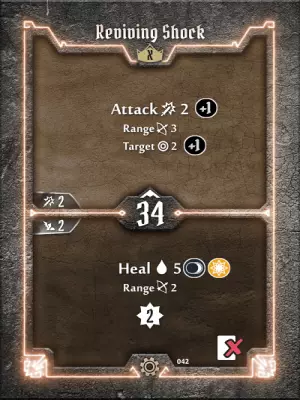 Reviving Shock
X
Attack 2 +1
Range 3
Target 2 +1
2
34
2
Heal 5
Range 2
2
042